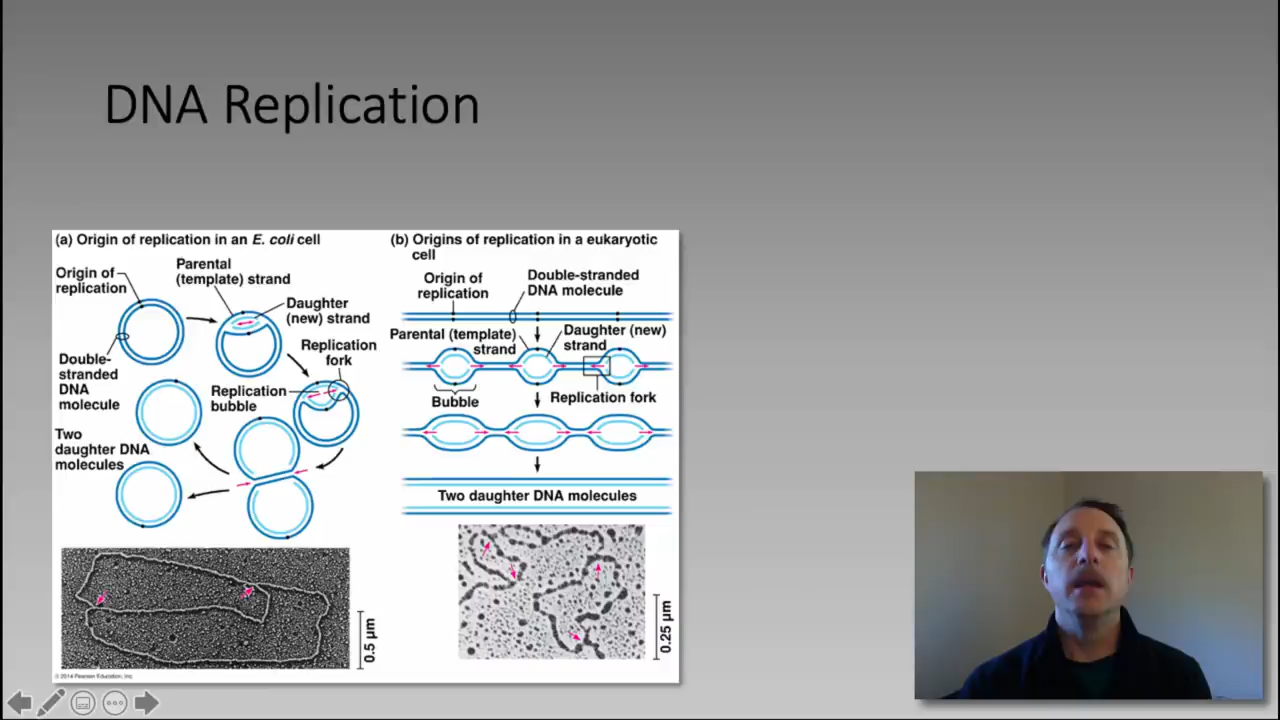 DNA Replication
(a) Origin of replication in an E. coli cell
Origin of
replication
Parental
(template) strand
Daughter
(new) strand
Replication
fork
Double-
stranded
DNA
molecule
Replication
bubble
Two
daughter DNA
molecules
0.5 µm
(b) Origins of replication in a eukaryotic
cell
Origin of
replication
Double-stranded
DNA molecule
Parental (template)
strand
Daughter (new)
strand
Bubble
Replication fork
Two daughter DNA molecules
0.25 µm
© 2014 Pearson Education, Inc.